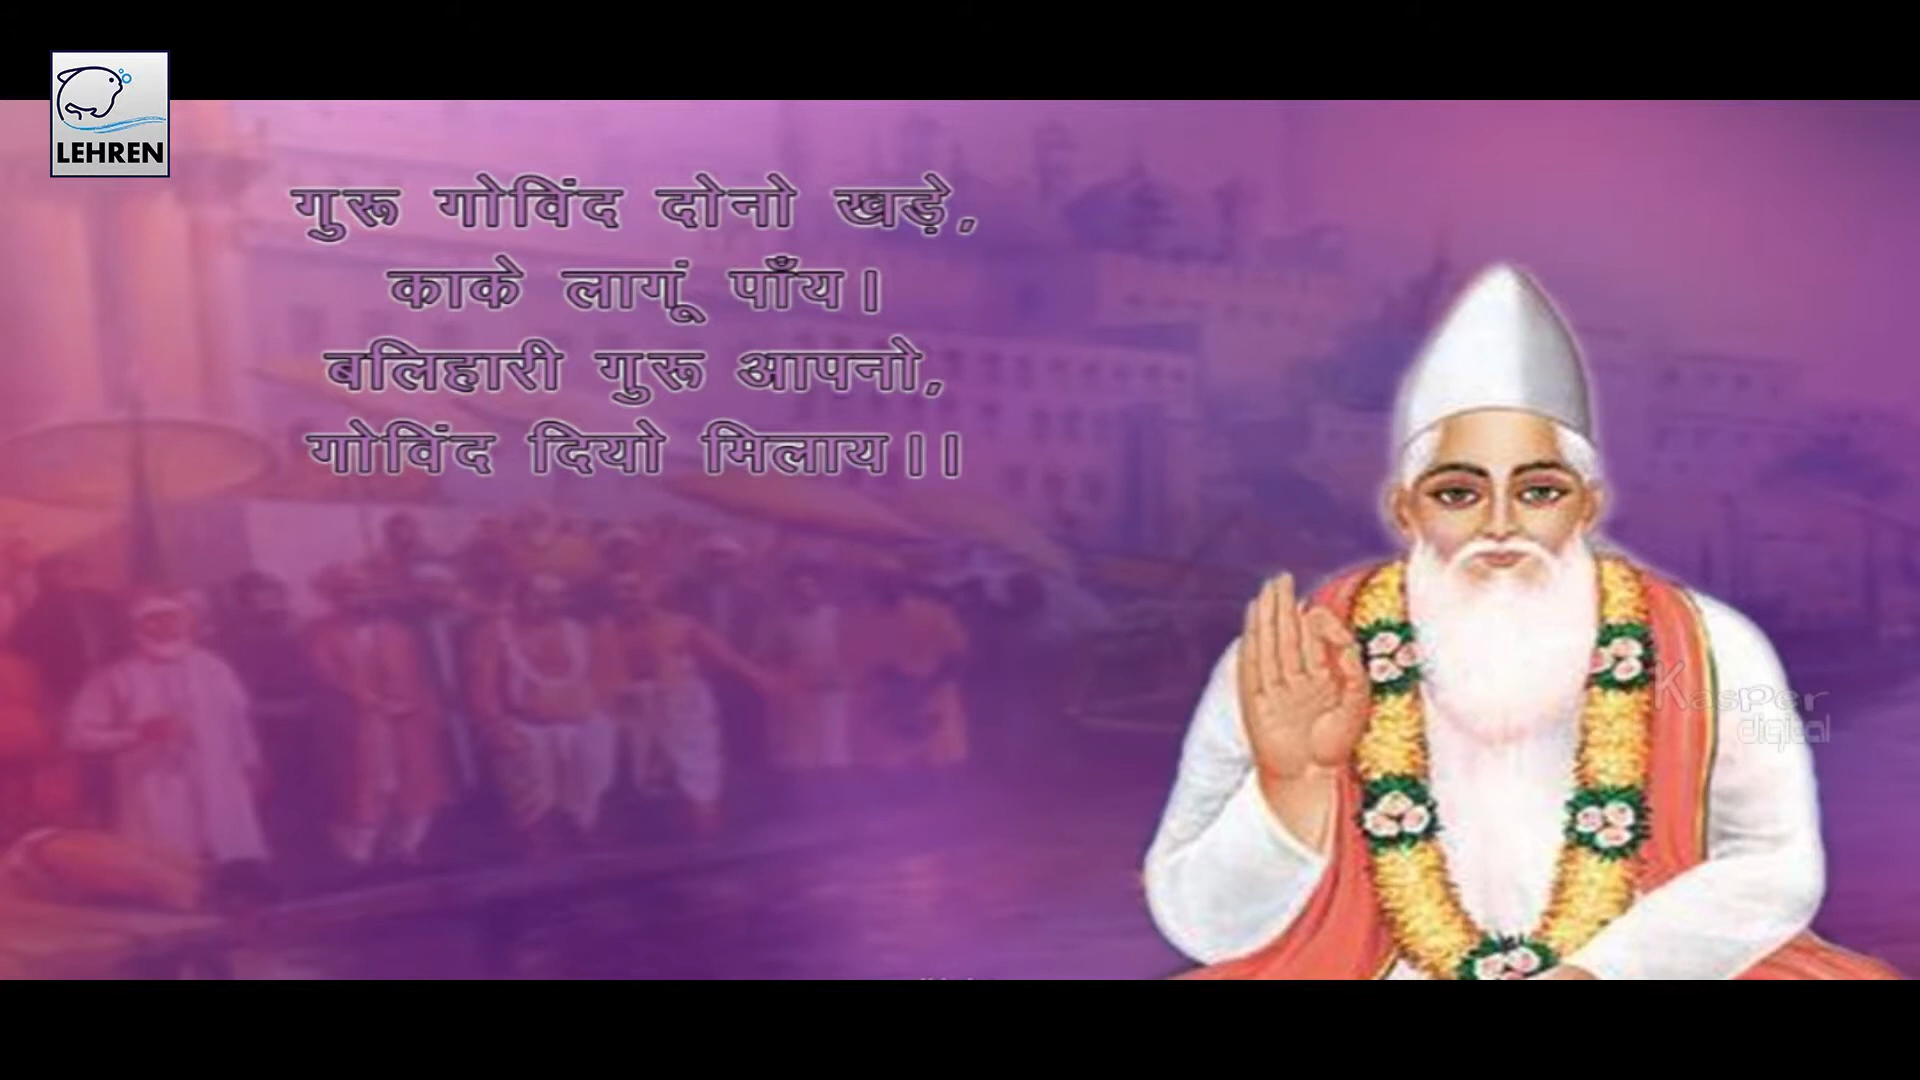 LEHREN
गुरू गोविंद दोनो खड़े,
काके लागूं पाँय।
बलिहारी गुरू आपनो,
गोविंद दियो मिलाय।।
Kasper
digital